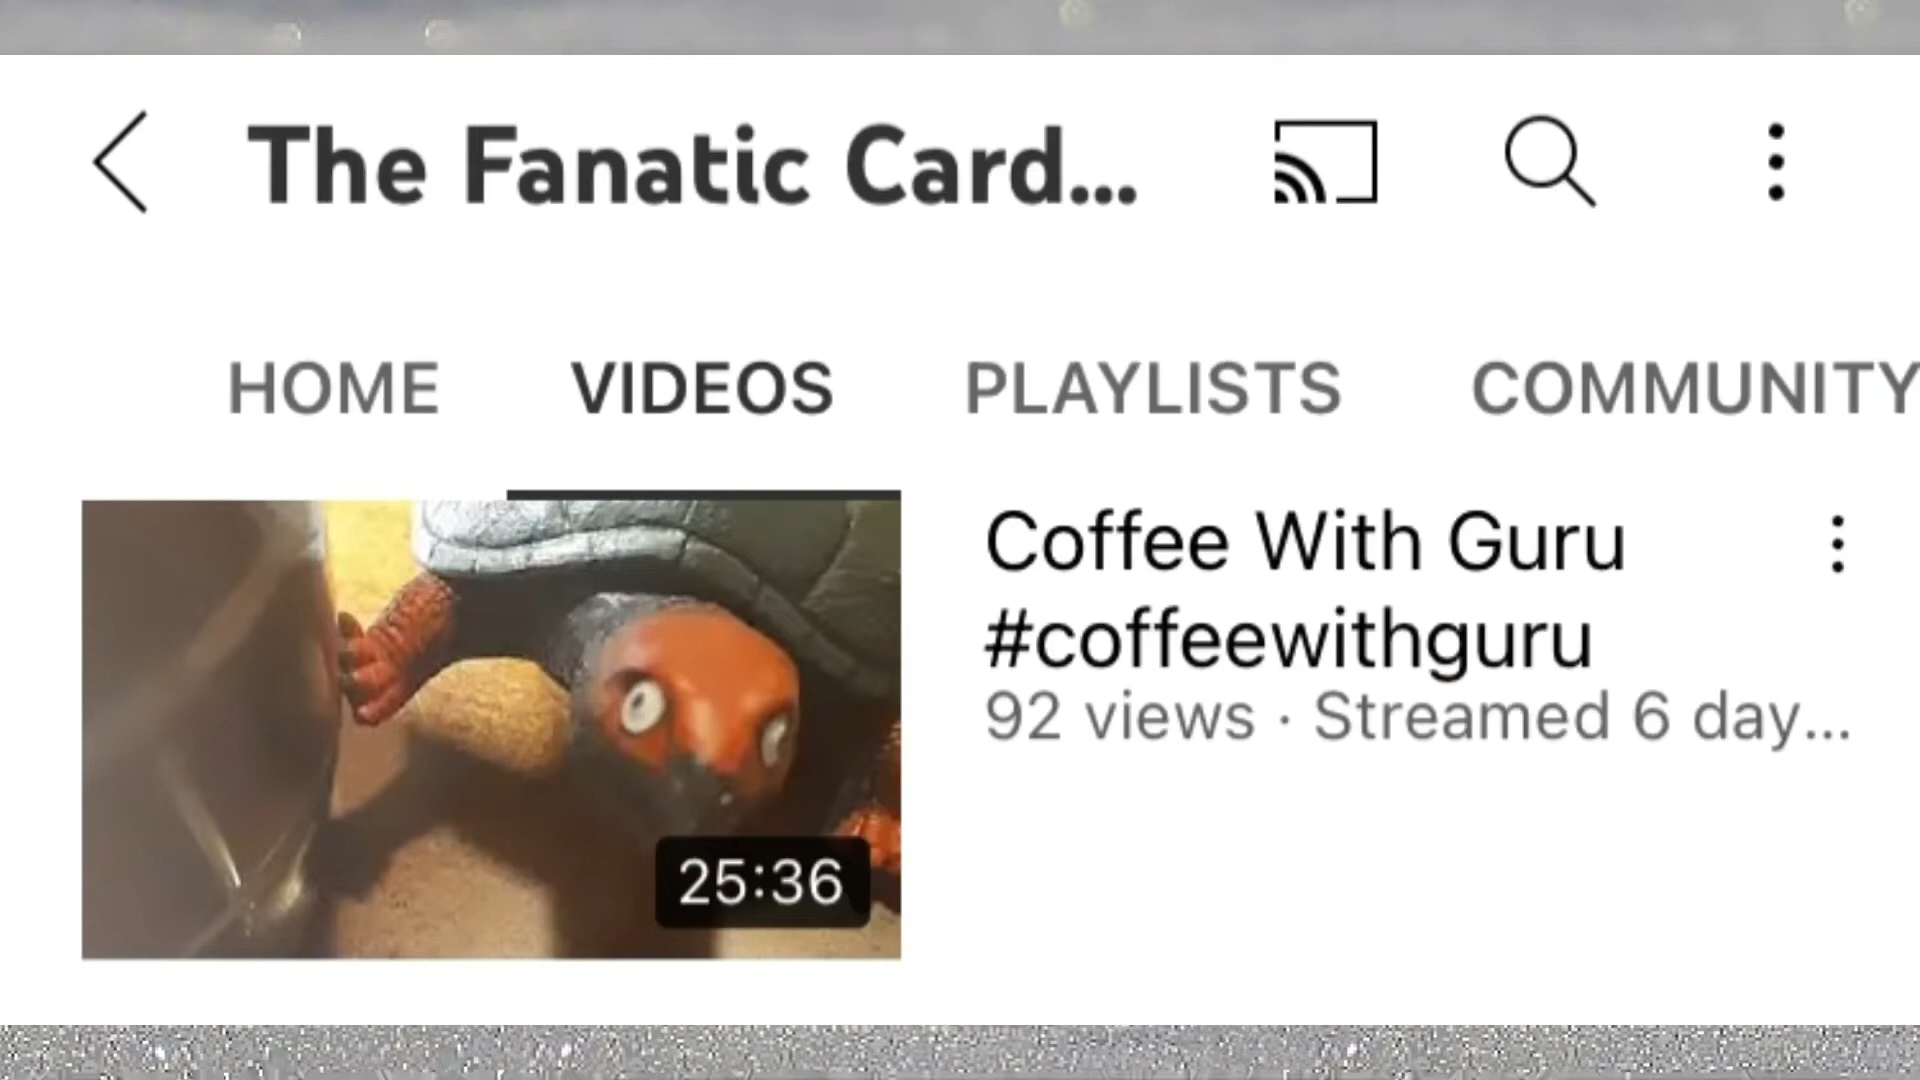 The Fanatic Card...
HOME VIDEOS PLAYLISTS COMMUNITY
Coffee With Guru
#coffeewithguru
92 views · Streamed 6 day...
25:36